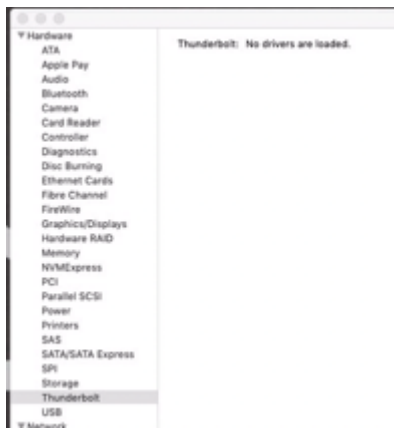 Hardware
ATA
Apple Pay
Audio
Bluetooth
Camera
Card Reader
Controller
Diagnostics
Disc Burning
Ethernet Cards
Fibre Channel
FireWire
Graphics/Displays
Hardware RAID
Memory
NVMExpress
PCI
Parallel SCSI
Power
Printers
SAS
SATA/SATA Express
SPI
Storage
Thunderbolt
USB
Network
Thunderbolt: No drivers are loaded.